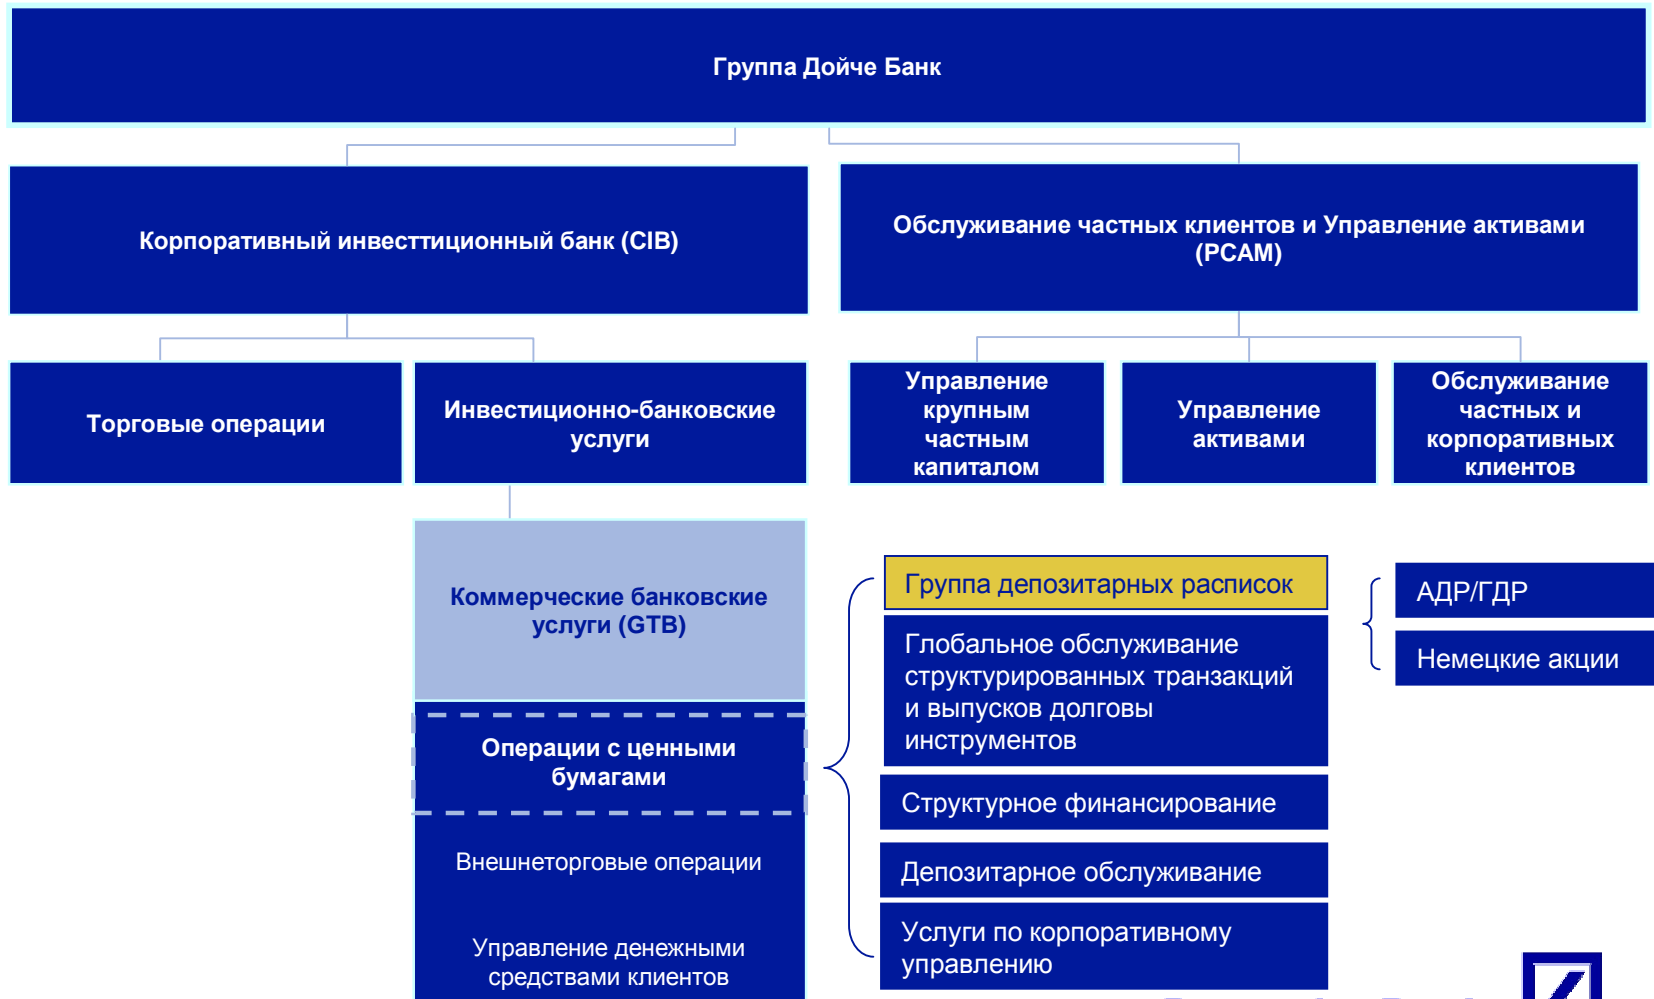 Группа Дойче Банк
Корпоративный инвесттиционный банк (CIB)
Обслуживание частных клиентов и Управление активами
(PCAM)
Торговые операции
Инвестиционно-банковские
услуги
Управление
крупным
частным
капиталом
Управление
активами
Обслуживание
частных и
корпоративных
клиентов
Коммерческие банковские
услуги (GTB)
Операции с ценными
бумагами
Внешнеторговые операции
Управление денежными
средствами клиентов
Группа депозитарных расписок
Глобальное обслуживание
структурированных транзакций
и выпусков долговы
инструментов
Структурное финансирование
Депозитарное обслуживание
Услуги по корпоративному
управлению
АДР/ГДР
Немецкие акции